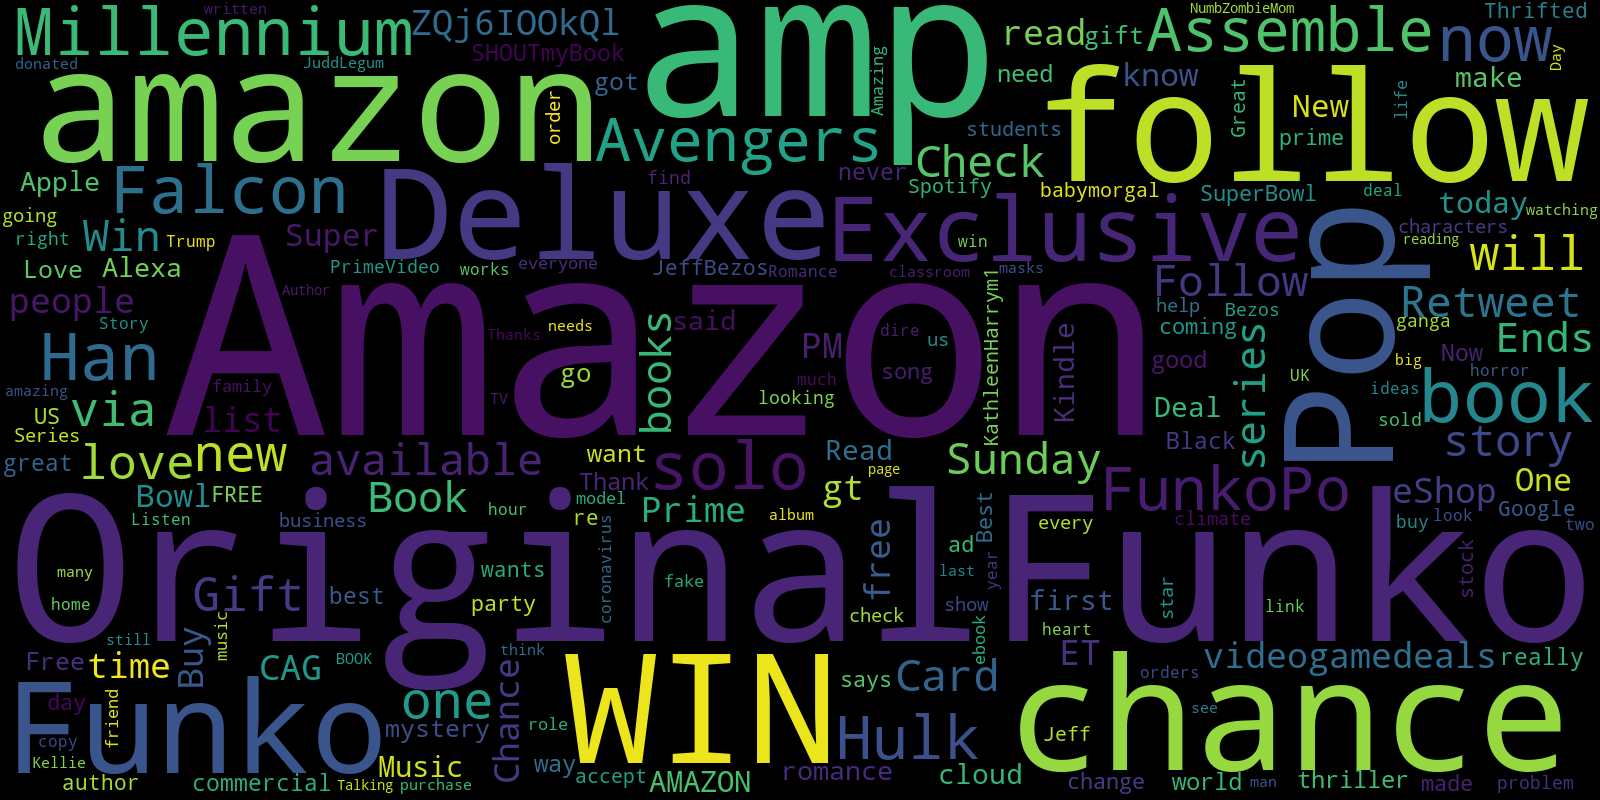 Millennium
ZQj6IOOkQl
written
donated
JuddLegum
SHOUTmyBook
amazon
order
got
amp
Amazing
read
gift
need
Assemble
NumbZombieMom
Thrifted
now
Day
know
make
follow
Great
New
prime
life
Avengers
students
Check
Apple
Falcon
Deluxe
find
never
Spotify
babymorgal
SuperBowl
deal
today
watching
going
right
Win
Trump
Super
Exclusive
win
Pop
characters
reading
will
Love
Alexa
PrimeVideo
works
everyone
JeffBezos
Romance
classroom
masks
KathleenHarrym1
Follow
people
Author
Amazon
help
Bezos
Retweet
Story
Thanks
needs
books
said
dire
us
Kindle
coming
series
ganga
Ends
Han
PM
good
big
Now
go
much
song
UK
horror
amazing
family
TV
looking
ideas
book
US
via
list
Deal
sold
Series
Black
story
great
love
new
available
want
solo
Read
page
Sunday
Bowl
FREE
Book
Thank
gt
FunkoPo
eShop
One
Listen
business
hour
model
re
Prime
album
free
ad
Best
every
climate
buy
look
Google
two
OriginalFunko
many
home
Gift
best
wants
party
coronavirus
fake
check
last
year
show
first
star
link
stock
still
music
Buy
think
ebook
heart
Free
time
CAG
BOOK
Chance
ET
videogamedeals
really
Funko
day
friend
one
WIN
says
Card
chance
orders
see
copy
mystery
role
Hulk
Jeff
Kellie
Music
way
author
commercial
Talking
purchase
accept
AMAZON
romance
cloud
change
world
man
thriller
made
problem